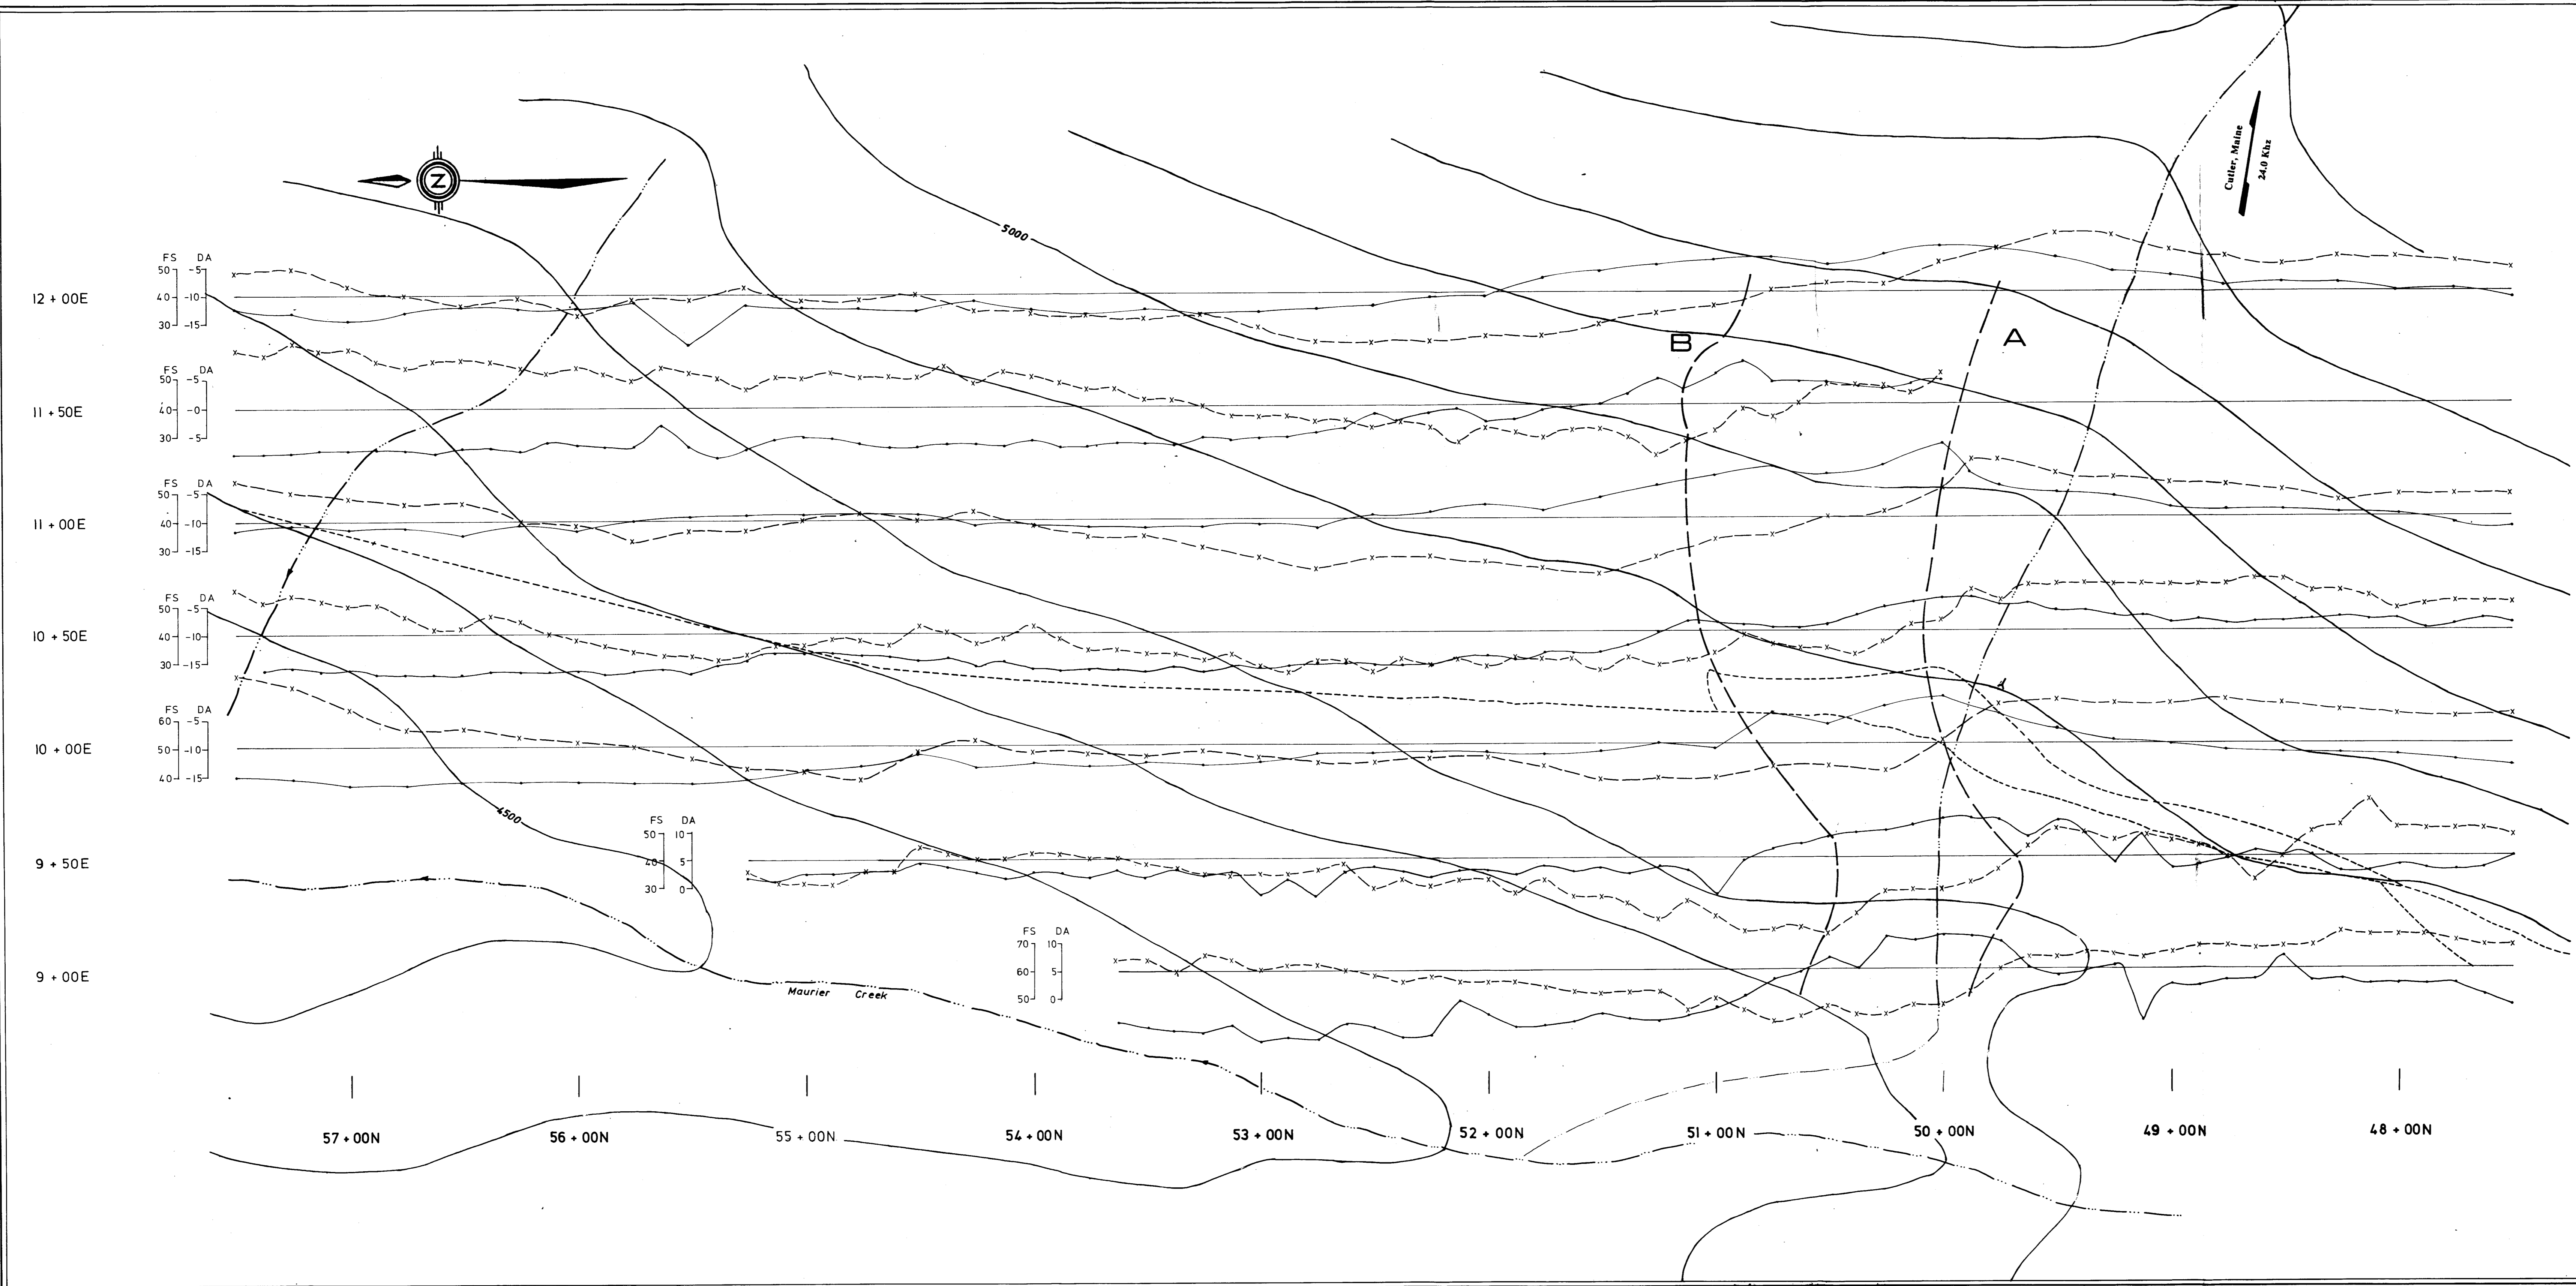 Cutler, Maine
24.0 Khz
Z
5000
FS DA
50 -5
12 + 00E 40 -10
30 -15
B
A
FS DA
50 -5
11 + 50E 40 -0
30 -5
FS DA
50 -5
11 + 00E 40 -10
30 -15
FS DA
50 -5
10 + 50E 40 -10
30 -15
FS DA
60 -5
10 + 00E 50 -10
40 -15
4500
FS DA
50 10
9 + 50E 40 5
30 0
FS DA
70 10
9 + 00E 60 5
50 0
Maurier Creek
57 + 00N 56 + 00N 55 + 00N 54 + 00N 53 + 00N 52 + 00N 51 + 00N 50 + 00N 49 + 00N 48 + 00N